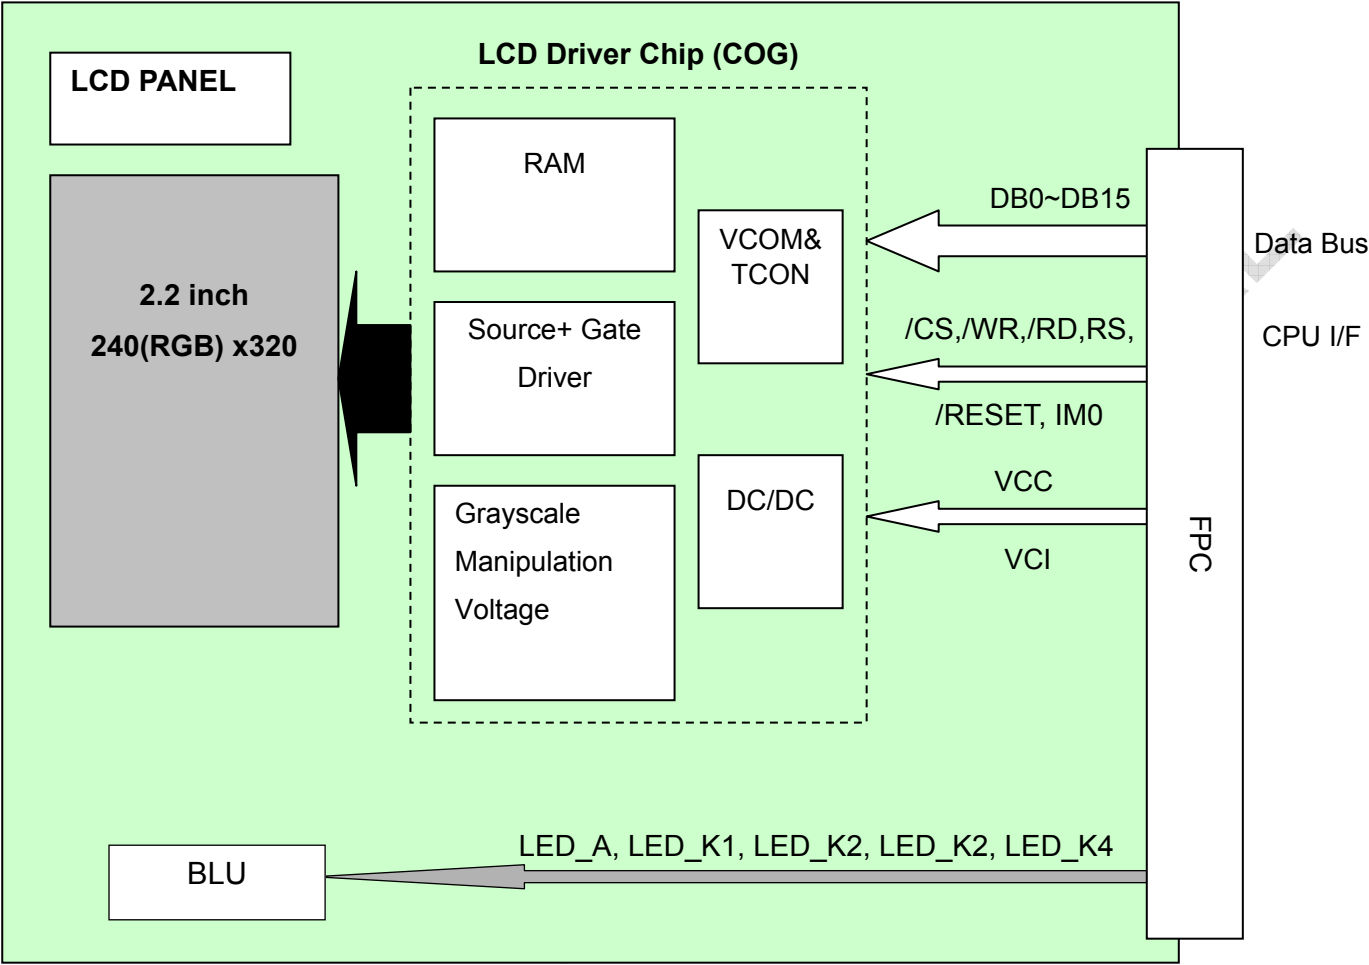 LCD Driver Chip (COG)
LCD PANEL
RAM
DB0~DB15
VCOM&
TCON
Data Bus
2.2 inch
240(RGB) x320
Source+ Gate
Driver
/CS,/WR,/RD,RS,
CPU I/F
/RESET, IM0
VCC
DC/DC
Grayscale
Manipulation
Voltage
VCI
FPC
LED_A, LED_K1, LED_K2, LED_K2, LED_K4
BLU